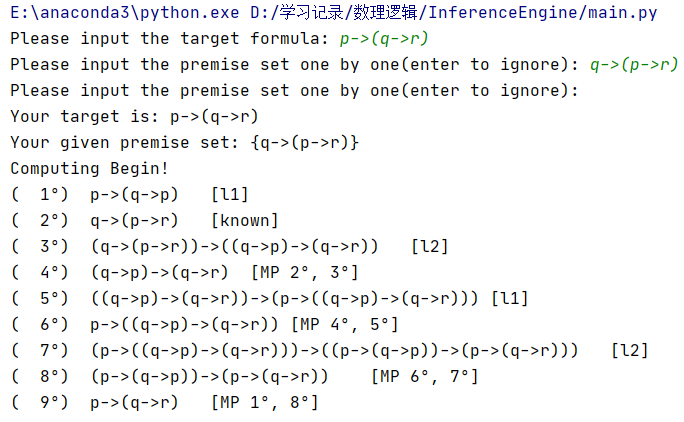 E:\anaconda3\python.exe D:/学习记录/数理逻辑/InferenceEngine/main.py
Please input the target formula: p->(q->r)
Please input the premise set one by one(enter to ignore): q->(p->r)
Please input the premise set one by one(enter to ignore):
Your target is: p->(q->r)
Your given premise set: {q->(p->r)}
Computing Begin!
(  1°)  p->(q->p)   [l1]
(  2°)  q->(p->r)   [known]
(  3°)  (q->(p->r))->((q->p)->(q->r))   [l2]
(  4°)  (q->p)->(q->r)  [MP 2°, 3°]
(  5°)  ((q->p)->(q->r))->(p->((q->p)->(q->r))) [l1]
(  6°)  p->((q->p)->(q->r)) [MP 4°, 5°]
(  7°)  (p->((q->p)->(q->r)))->((p->(q->p))->(p->(q->r)))   [l2]
(  8°)  (p->(q->p))->(p->(q->r))    [MP 6°, 7°]
(  9°)  p->(q->r)   [MP 1°, 8°]